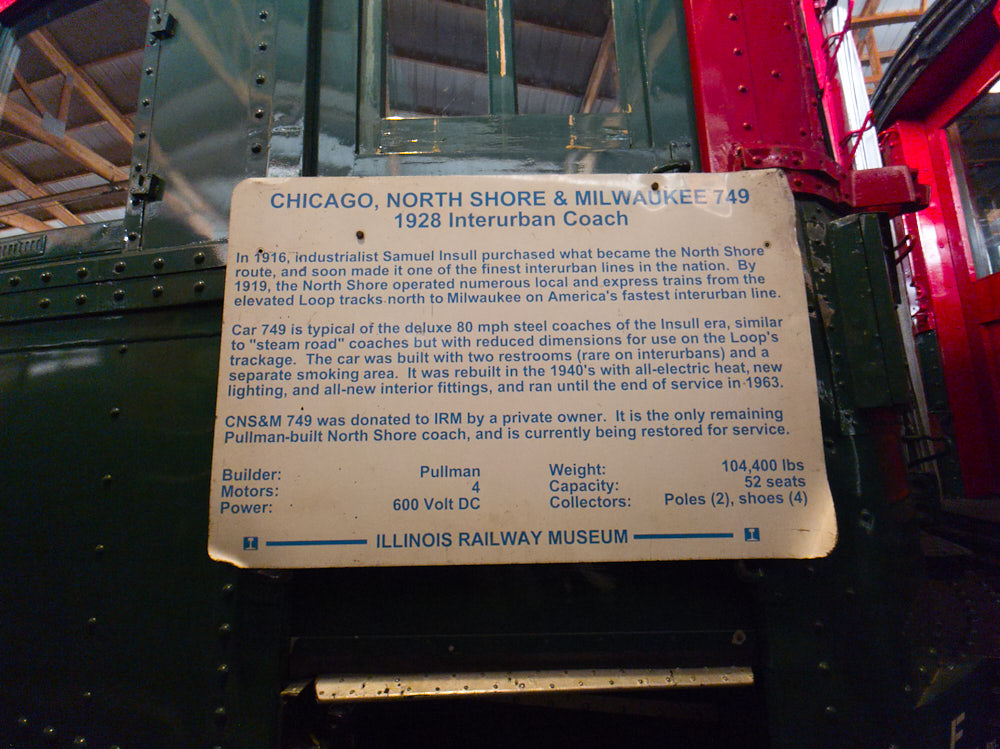 CHICAGO, NORTH SHORE & MILWAUKEE 749
1928 Interurban Coach
In 1916, industrialist Samuel Insull purchased what became the North Shore
route, and soon made it one of the finest interurban lines in the nation. By
1919, the North Shore operated numerous local and express trains from the
elevated Loop tracks north to Milwaukee on America's fastest interurban line.
Car 749 is typical of the deluxe 80 mph steel coaches of the Insull era, similar
to "steam road" coaches but with reduced dimensions for use on the Loop's
trackage. The car was built with two restrooms (rare on interurbans) and a
separate smoking area. It was rebuilt in the 1940's with all-electric heat, new
lighting, and all-new interior fittings, and ran until the end of service in 1963.
CNS&M 749 was donated to IRM by a private owner. It is the only remaining
Pullman-built North Shore coach, and is currently being restored for service.
Builder: Pullman Weight: 104,400 lbs
Motors: 4 Capacity: 52 seats
Power: 600 Volt DC Collectors: Poles (2), shoes (4)
ILLINOIS RAILWAY MUSEUM
F